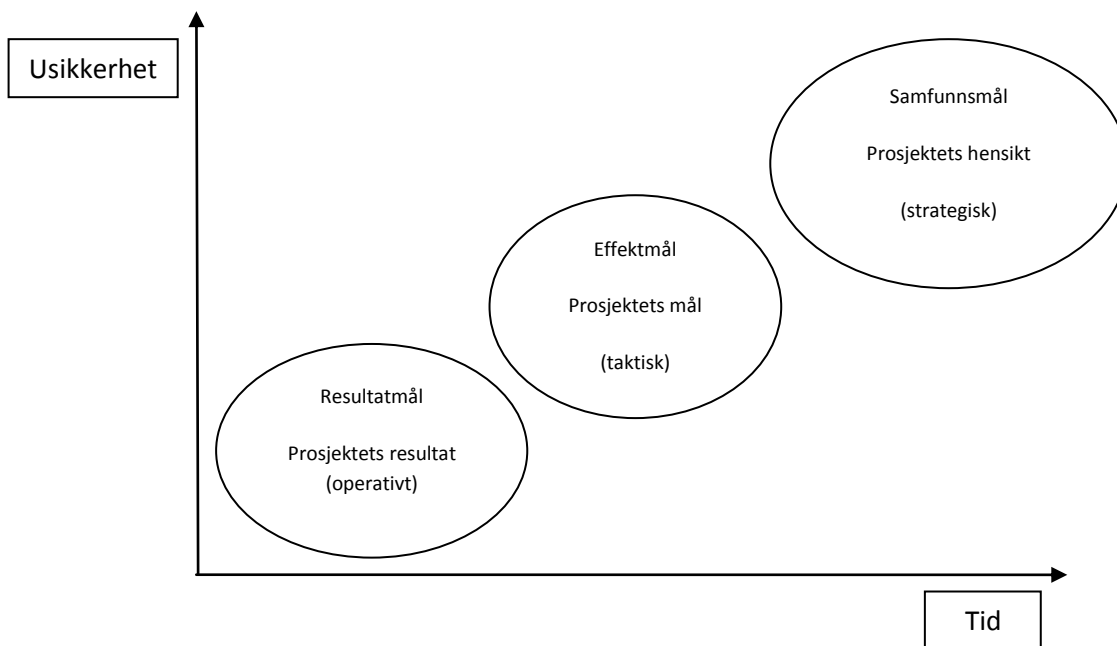 Usikkerhet
Samfunnsmål
Prosjektets hensikt
(strategisk)
Effektmål
Prosjektets mål
(taktisk)
Resultatmål
Prosjektets resultat
(operativt)
Tid